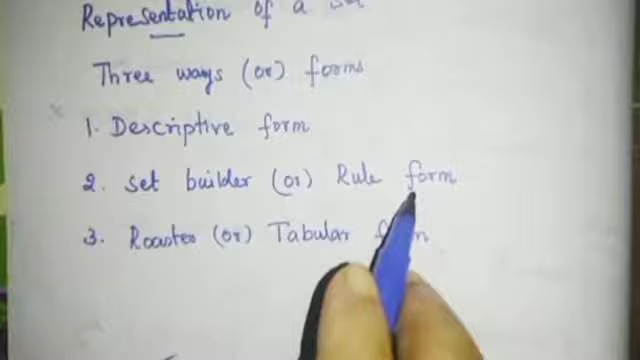 Representation of a Set
Three ways (or) forms
1. Descriptive form
2. Set builder (or) Rule form
3. Roaster (or) Tabular